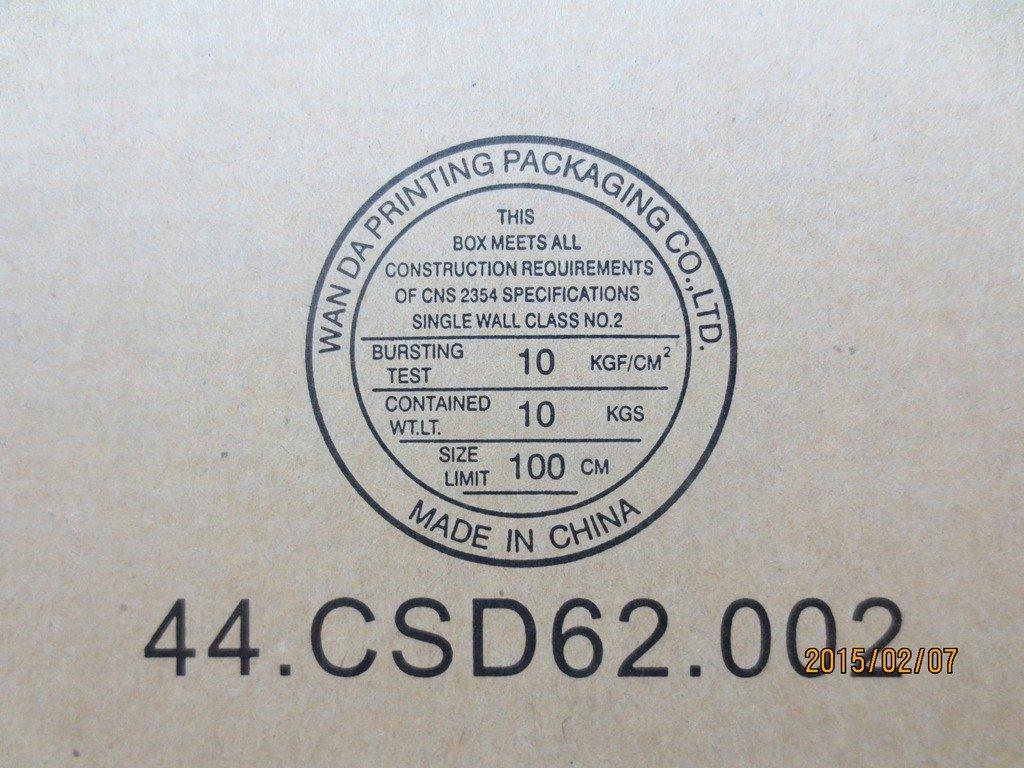 WAN DA PRINTING PACKAGING CO.,LTD.
THIS
BOX MEETS ALL
CONSTRUCTION REQUIREMENTS
OF CNS 2354 SPECIFICATIONS
SINGLE WALL CLASS NO.2
BURSTING TEST 10 KGF/CM²
CONTAINED WT.LT. 10 KGS
SIZE LIMIT 100 CM
MADE IN CHINA
44.CSD62.002
2015/02/07